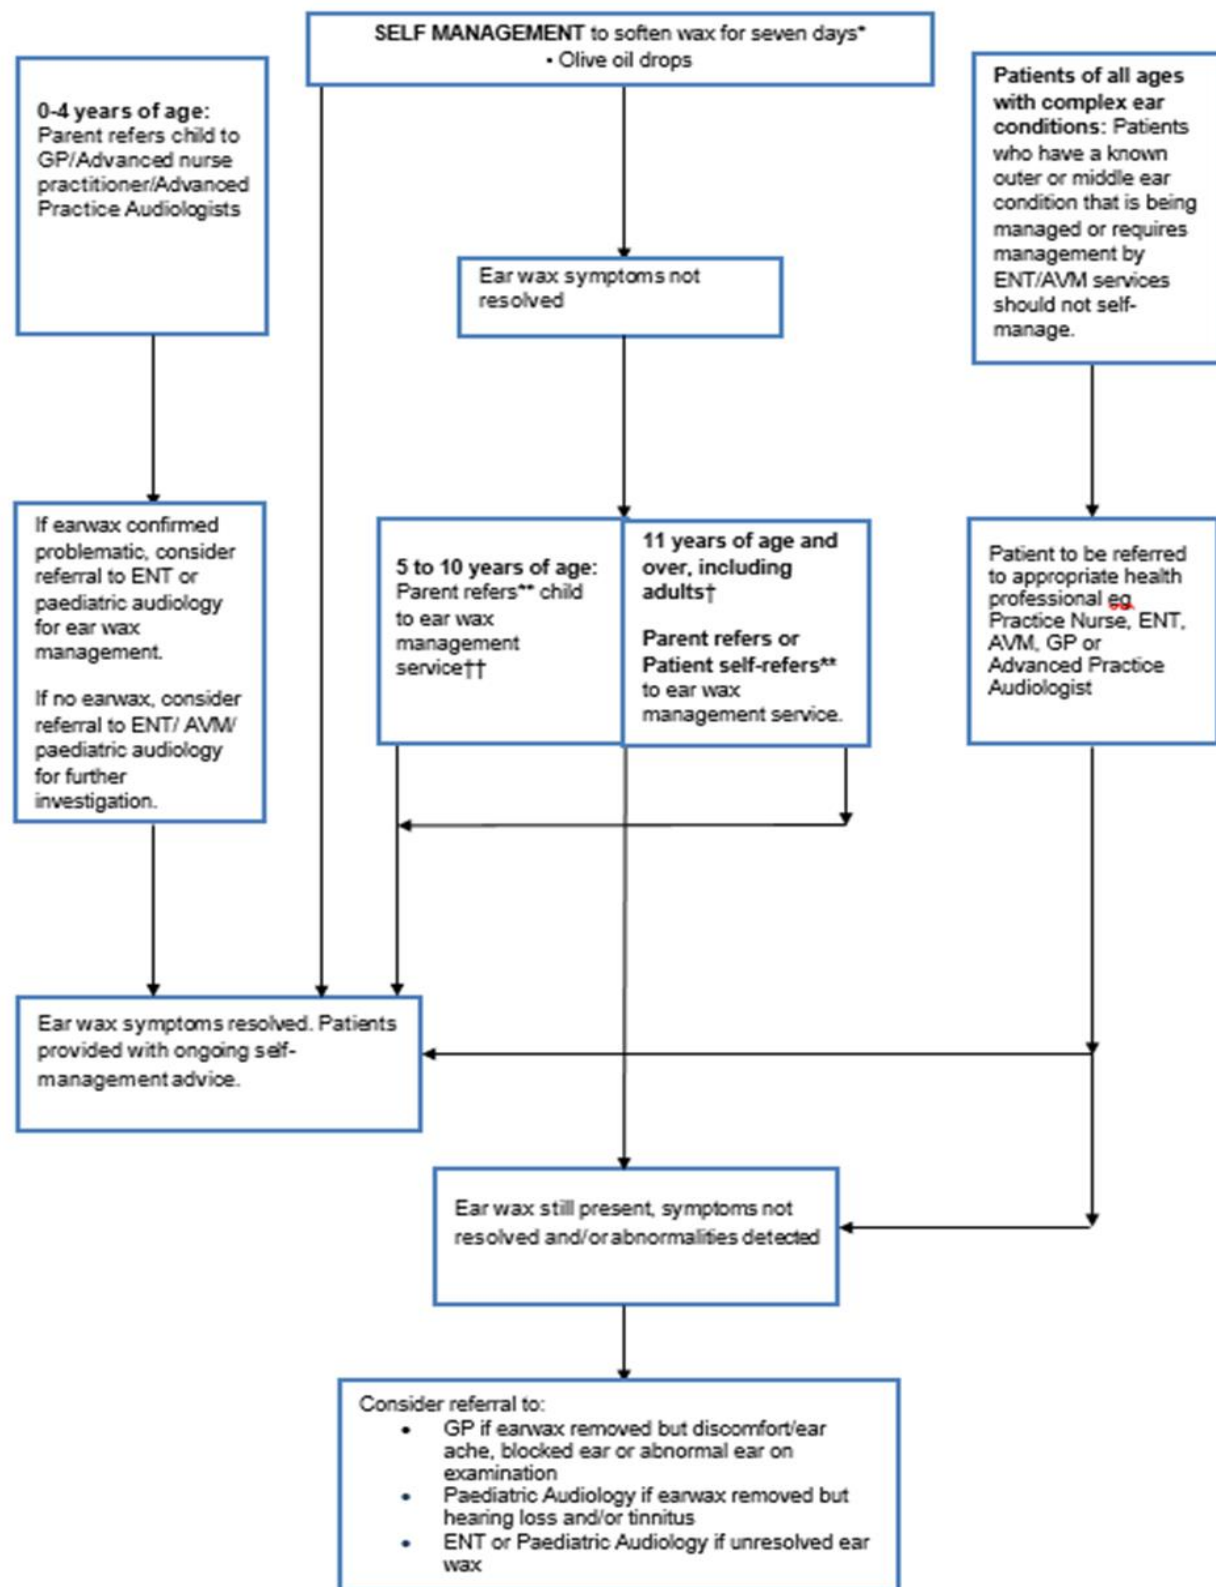 SELF MANAGEMENT to soften wax for seven days*
• Olive oil drops
0-4 years of age:
Parent refers child to
GP/Advanced nurse
practitioner/Advanced
Practice Audiologists
Patients of all ages
with complex ear
conditions: Patients
who have a known
outer or middle ear
condition that is being
managed or requires
management by
ENT/AVM services
should not self-
manage.
Ear wax symptoms not
resolved
If earwax confirmed
problematic, consider
referral to ENT or
paediatric audiology
for ear wax
management.
If no earwax, consider
referral to ENT/ AVM/
paediatric audiology
for further
investigation.
5 to 10 years of age:
Parent refers** child
to ear wax
management
service††
11 years of age and
over, including
adults†
Parent refers or
Patient self-refers**
to ear wax
management service.
Patient to be referred
to appropriate health
professional eg
Practice Nurse, ENT,
AVM, GP or
Advanced Practice
Audiologist
Ear wax symptoms resolved. Patients
provided with ongoing self-
management advice.
Ear wax still present, symptoms not
resolved and/or abnormalities detected
Consider referral to:
• GP if earwax removed but discomfort/ear
ache, blocked ear or abnormal ear on
examination
• Paediatric Audiology if earwax removed but
hearing loss and/or tinnitus
• ENT or Paediatric Audiology if unresolved ear
wax